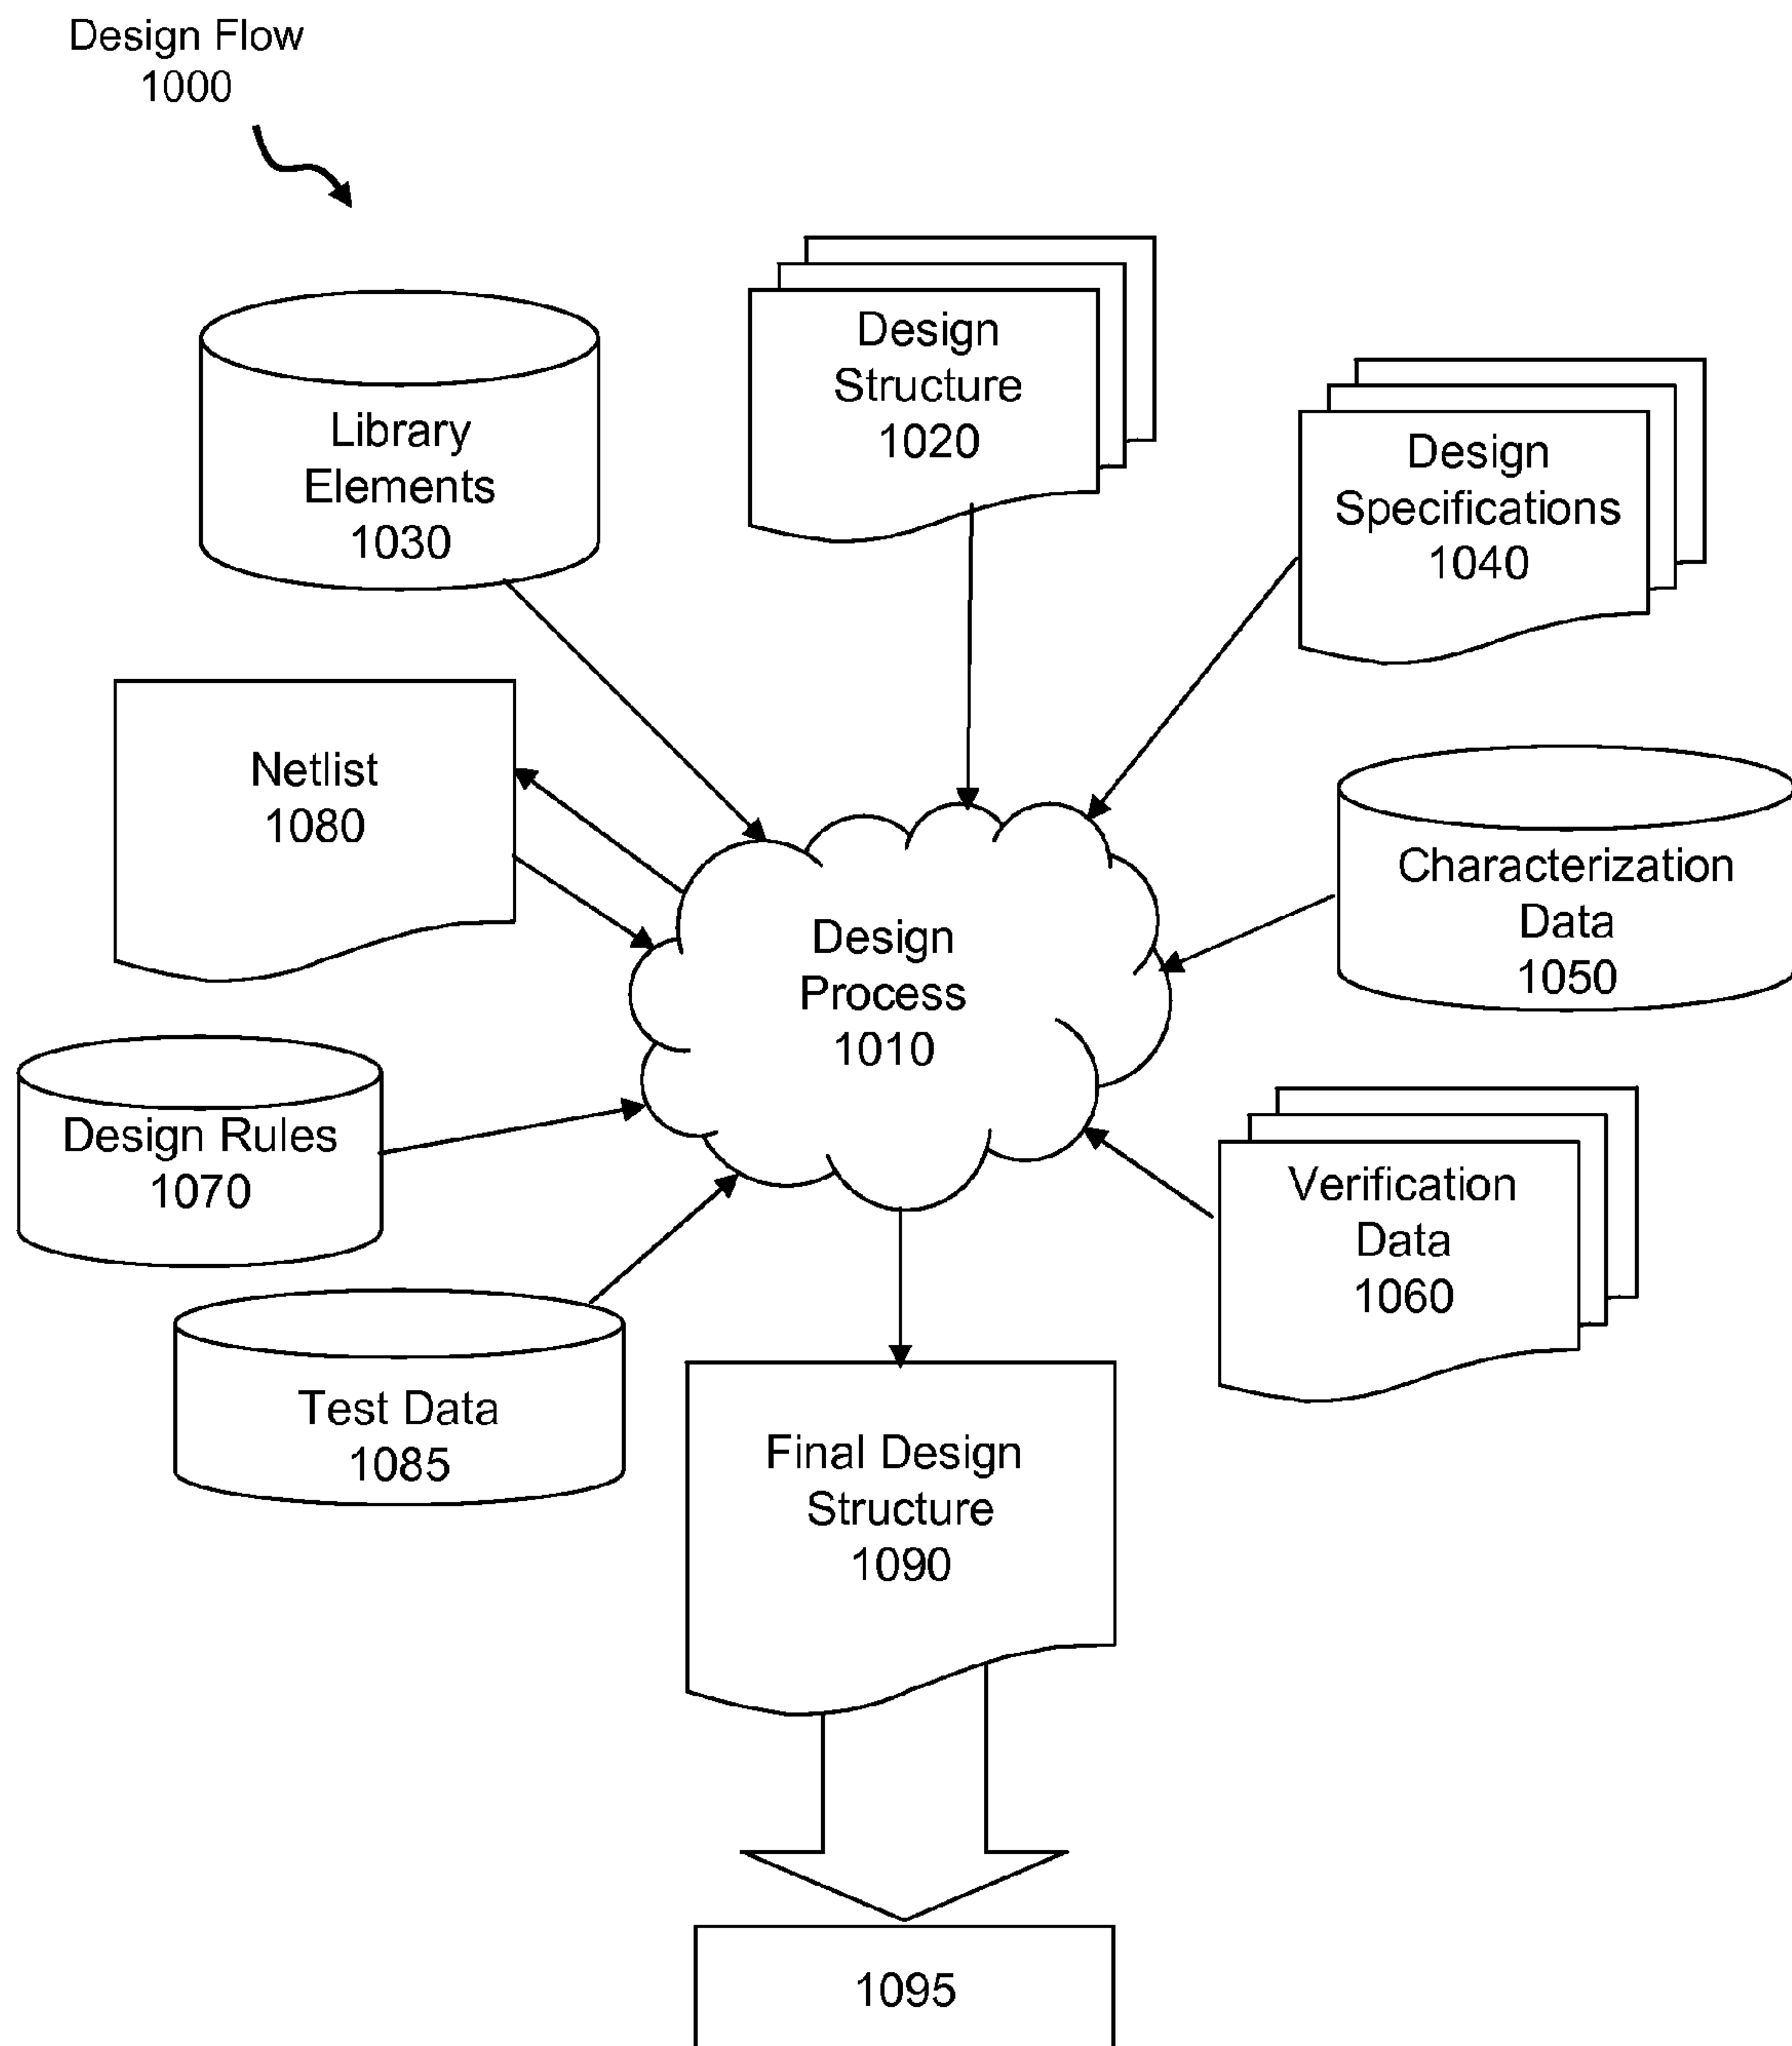 Design Flow
1000
Design
Structure
1020
Library
Elements
1030
Design
Specifications
1040
Netlist
1080
Characterization
Data
1050
Design
Process
1010
Design Rules
1070
Verification
Data
1060
Test Data
1085
Final Design
Structure
1090
1095